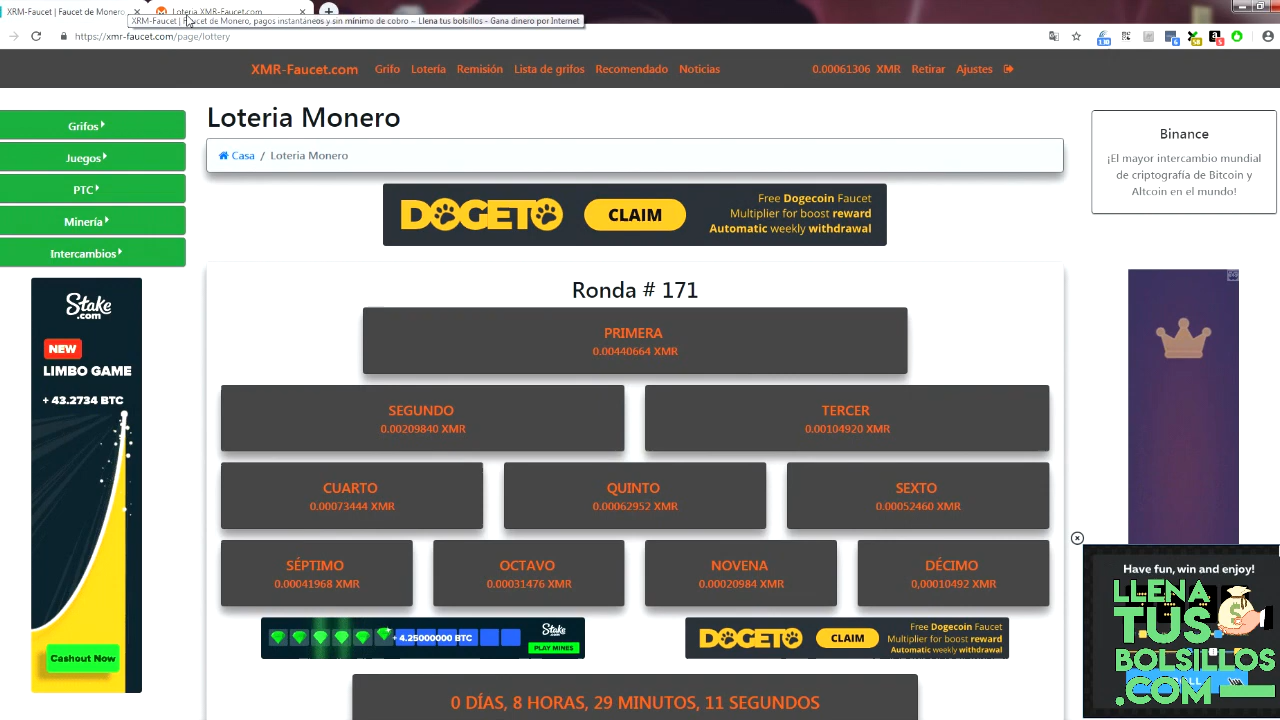 XRM-Faucet | Faucet de Monero
Loteria XMR-Faucet.com
XRM-Faucet | Faucet de Monero, pagos instantáneos y sin mínimo de cobro ~ Llena tus bolsillos - Gana dinero por Internet
https://xmr-faucet.com/page/lottery
XMR-Faucet.com
Grifo
Lotería
Remisión
Lista de grifos
Recomendado
Noticias
0.00061306 XMR
Retirar
Ajustes
Grifos
Juegos
PTC
Minería
Intercambios
Stake
.com
NEW
LIMBO GAME
+ 43.2734 BTC
Cashout Now
Loteria Monero
Casa / Loteria Monero
DOGETO
CLAIM
Free Dogecoin Faucet
Multiplier for boost reward
Automatic weekly withdrawal
Ronda # 171
PRIMERA
0.00440664 XMR
SEGUNDO
0.00209840 XMR
TERCER
0.00104920 XMR
CUARTO
0.00073444 XMR
QUINTO
0.00062952 XMR
SEXTO
0.00052460 XMR
SÉPTIMO
0.00041968 XMR
OCTAVO
0.00031476 XMR
NOVENA
0.00020984 XMR
DÉCIMO
0,00010492 XMR
4.25000000 BTC
Stake
.com
PLAY MINES
DOGETO
CLAIM
Free Dogecoin Faucet
Multiplier for boost reward
Automatic weekly withdrawal
0 DÍAS, 8 HORAS, 29 MINUTOS, 11 SEGUNDOS
Binance
¡El mayor intercambio mundial
de criptografía de Bitcoin y
Altcoin en el mundo!
Have fun, win and enjoy!
LLENA
TUS
BOLSILLOS
.COM